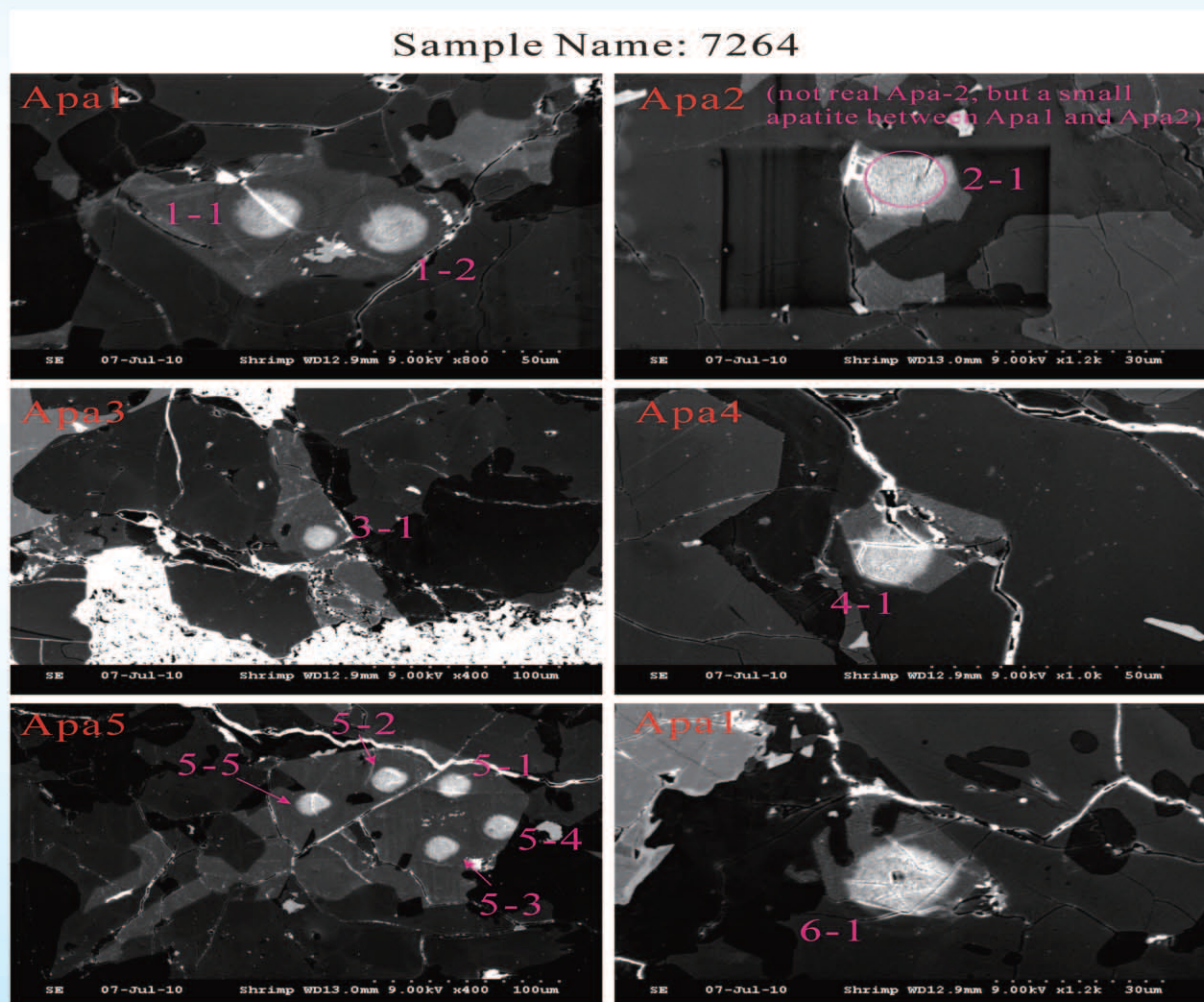 Sample Name: 7264
Apa1
1-1
1-2
SE 07-Jul-10 Shrimp WD12.9mm 9.00kV x800 50um
Apa2
(not real Apa-2, but a small
apatite between Apa1 and Apa2)
2-1
SE 07-Jul-10 Shrimp WD13.0mm 9.00kV x1.2k 30um
Apa3
3-1
SE 07-Jul-10 Shrimp WD12.9mm 9.00kV x400 100um
Apa4
4-1
SE 07-Jul-10 Shrimp WD12.9mm 9.00kV x1.0k 50um
Apa5
5-2
5-5
5-1
5-4
5-3
SE 07-Jul-10 Shrimp WD13.0mm 9.00kV x400 100um
Apa1
6-1
SE 07-Jul-10 Shrimp WD12.9mm 9.00kV x1.2k 30um